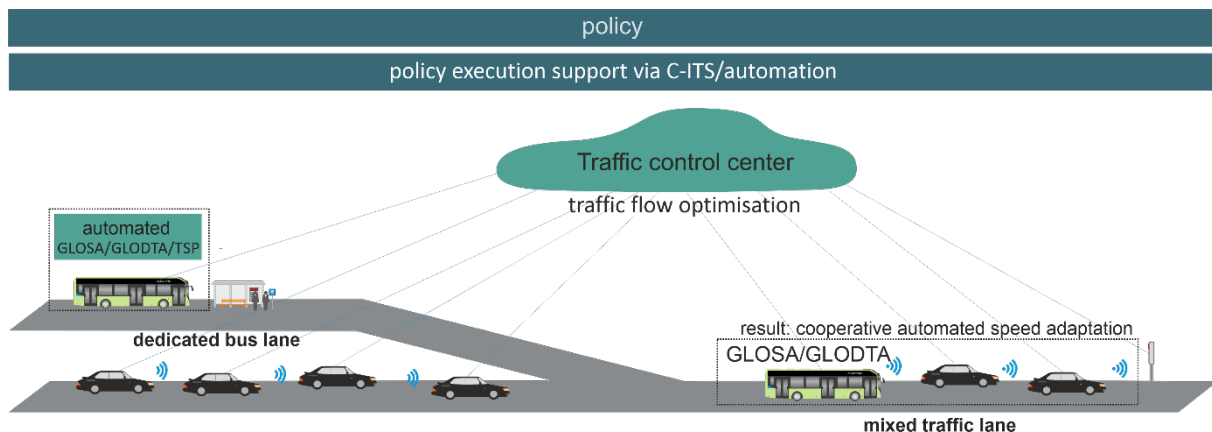 policy
policy execution support via C-ITS/automation
Traffic control center
traffic flow optimisation
automated
GLOSA/GLODTA/TSP
dedicated bus lane
result: cooperative automated speed adaptation
GLOSA/GLODTA
mixed traffic lane